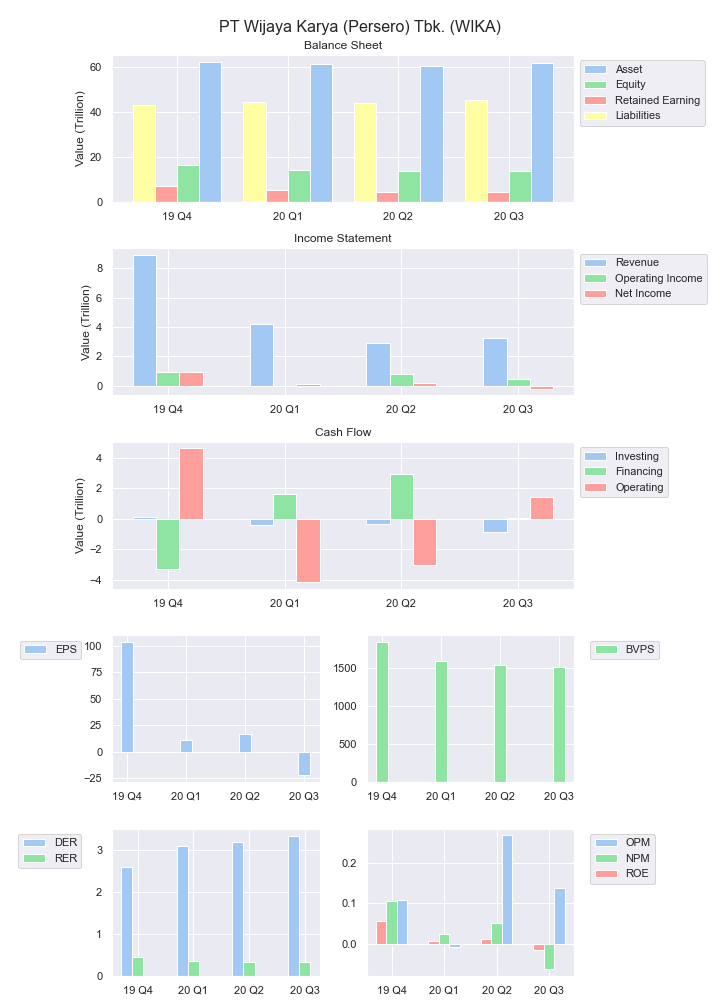 PT Wijaya Karya (Persero) Tbk. (WIKA)
Balance Sheet
Value (Trillion)
60
40
20
0
19 Q4 20 Q1 20 Q2 20 Q3
Asset
Equity
Retained Earning
Liabilities
Income Statement
Value (Trillion)
8
6
4
2
0
19 Q4 20 Q1 20 Q2 20 Q3
Revenue
Operating Income
Net Income
Cash Flow
Value (Trillion)
4
2
0
−2
−4
19 Q4 20 Q1 20 Q2 20 Q3
Investing
Financing
Operating
EPS
100
75
50
25
0
−25
19 Q4 20 Q1 20 Q2 20 Q3
1500
1000
500
0
19 Q4 20 Q1 20 Q2 20 Q3
BVPS
DER
RER
3
2
1
0
19 Q4 20 Q1 20 Q2 20 Q3
0.2
0.1
0.0
19 Q4 20 Q1 20 Q2 20 Q3
OPM
NPM
ROE